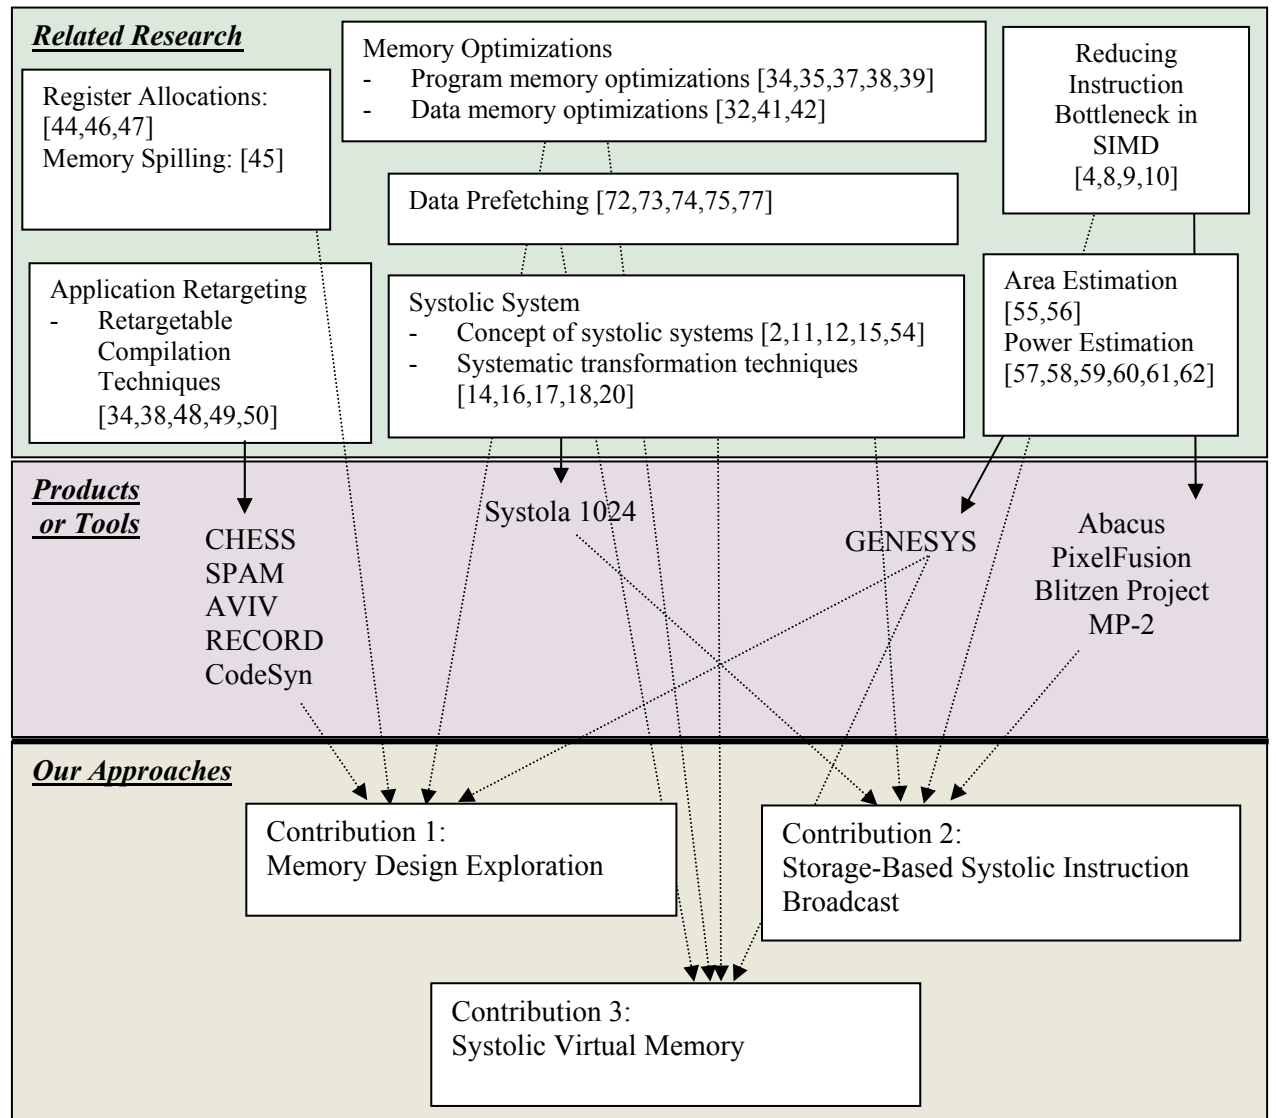 Related Research
Register Allocations:
[44,46,47]
Memory Spilling: [45]
Memory Optimizations
- Program memory optimizations [34,35,37,38,39]
- Data memory optimizations [32,41,42]
Reducing
Instruction
Bottleneck in
SIMD
[4,8,9,10]
Data Prefetching [72,73,74,75,77]
Application Retargeting
- Retargetable
Compilation
Techniques
[34,38,48,49,50]
Systolic System
- Concept of systolic systems [2,11,12,15,54]
- Systematic transformation techniques
[14,16,17,18,20]
Area Estimation
[55,56]
Power Estimation
[57,58,59,60,61,62]
Products
or Tools
CHESS
SPAM
AVIV
RECORD
CodeSyn
Systola 1024
GENESYS
Abacus
PixelFusion
Blitzen Project
MP-2
Our Approaches
Contribution 1:
Memory Design Exploration
Contribution 2:
Storage-Based Systolic Instruction
Broadcast
Contribution 3:
Systolic Virtual Memory